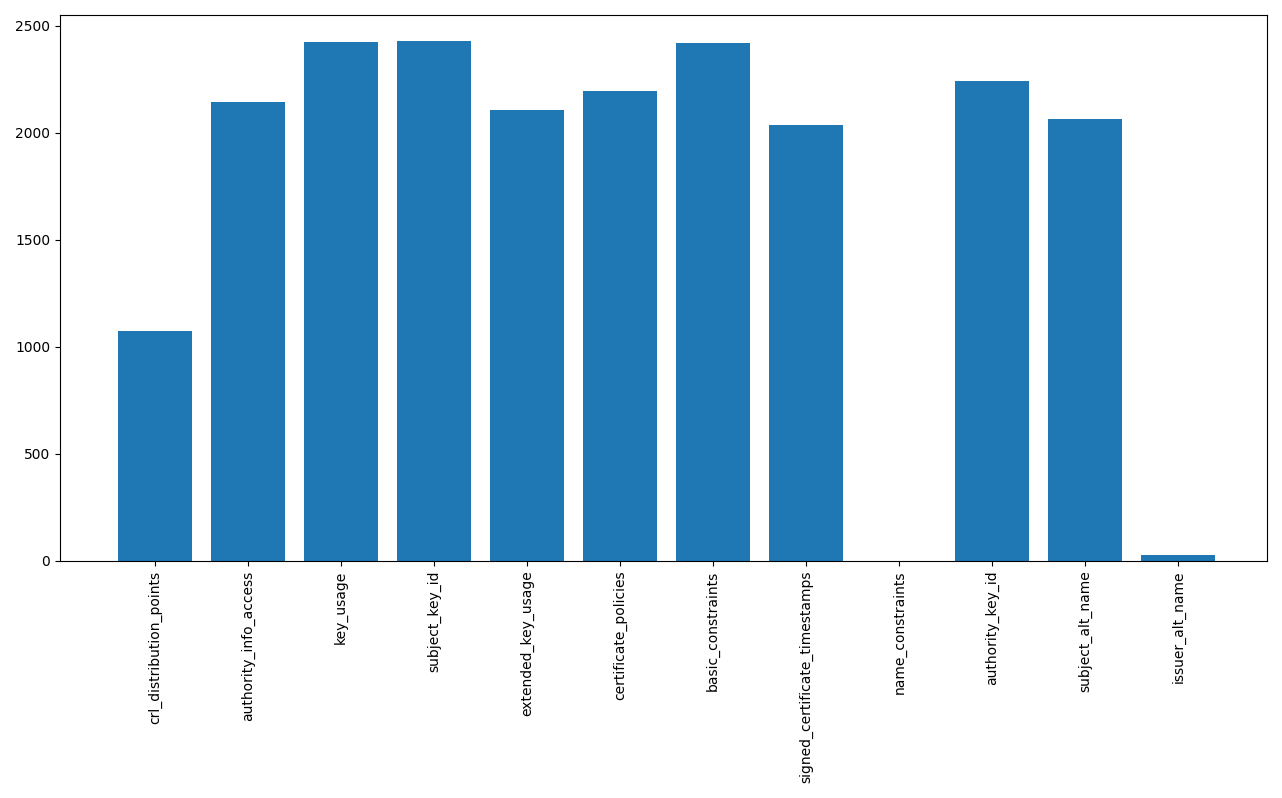 2500
2000
1500
1000
500
0
crl_distribution_points
authority_info_access
key_usage
subject_key_id
extended_key_usage
certificate_policies
basic_constraints
signed_certificate_timestamps
name_constraints
authority_key_id
subject_alt_name
issuer_alt_name